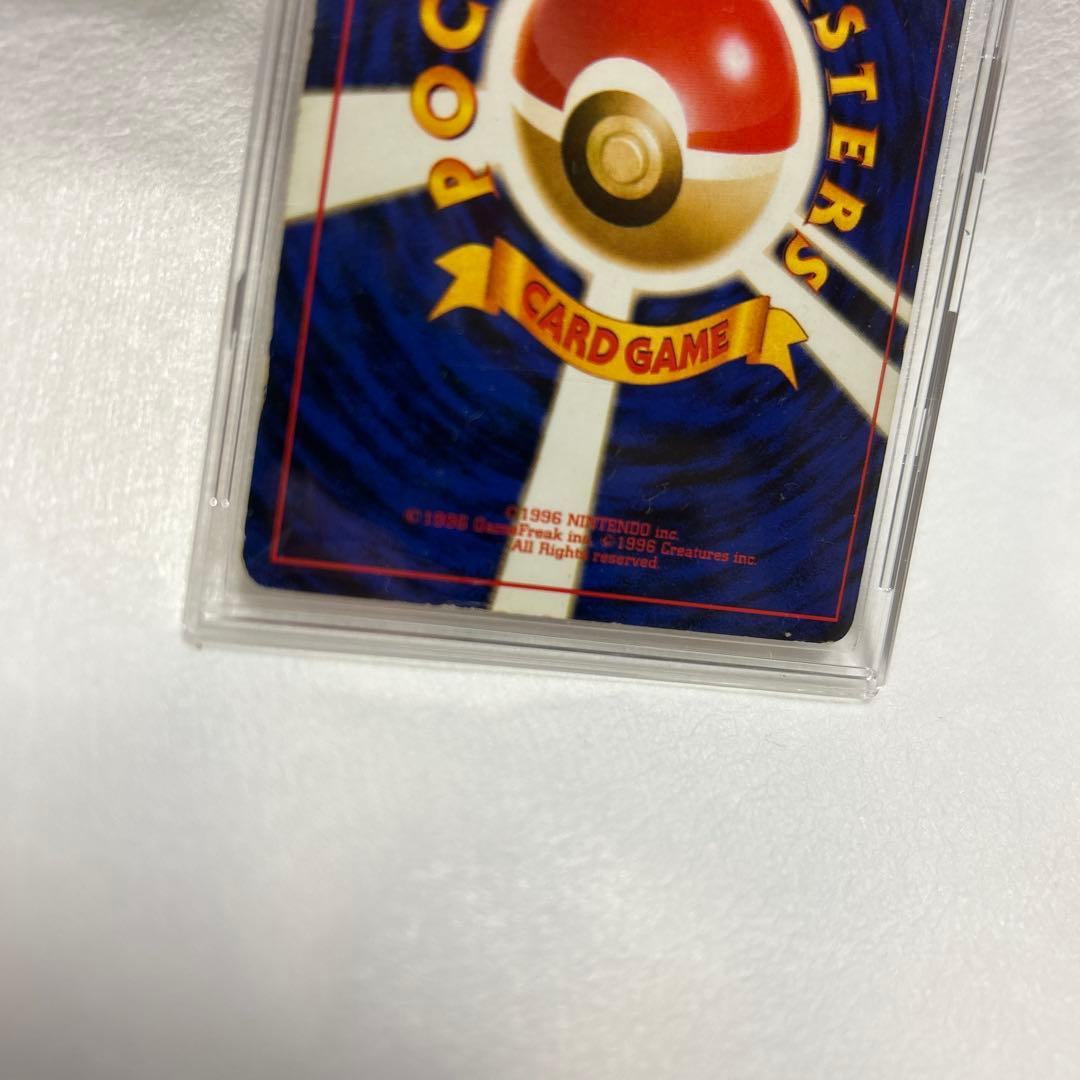 POC
STERS
CARD GAME
©1996 NINTENDO inc.
©1996 GameFreak inc. ©1996 Creatures inc.
All Rights reserved.